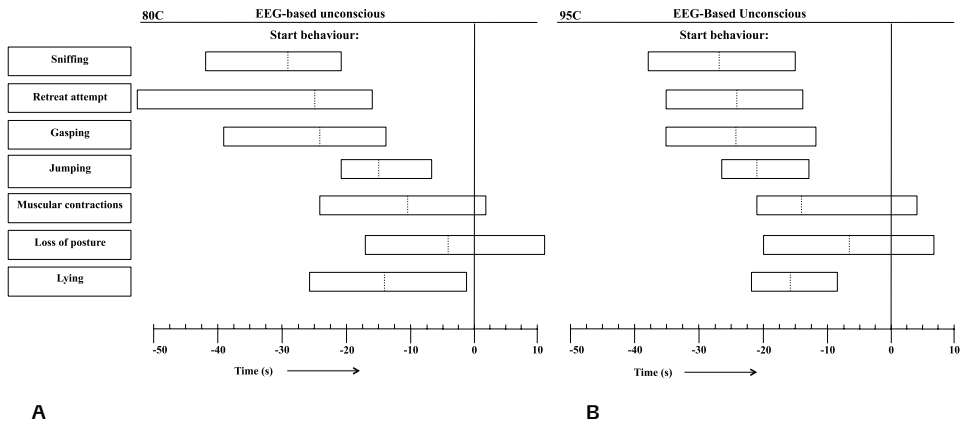 80C EEG-based unconscious
Start behaviour:
Sniffing
Retreat attempt
Gasping
Jumping
Muscular contractions
Loss of posture
Lying
-50 -40 -30 -20 -10 0 10
Time (s)
A
95C EEG-Based Unconscious
Start behaviour:
-50 -40 -30 -20 -10 0 10
Time (s)
B